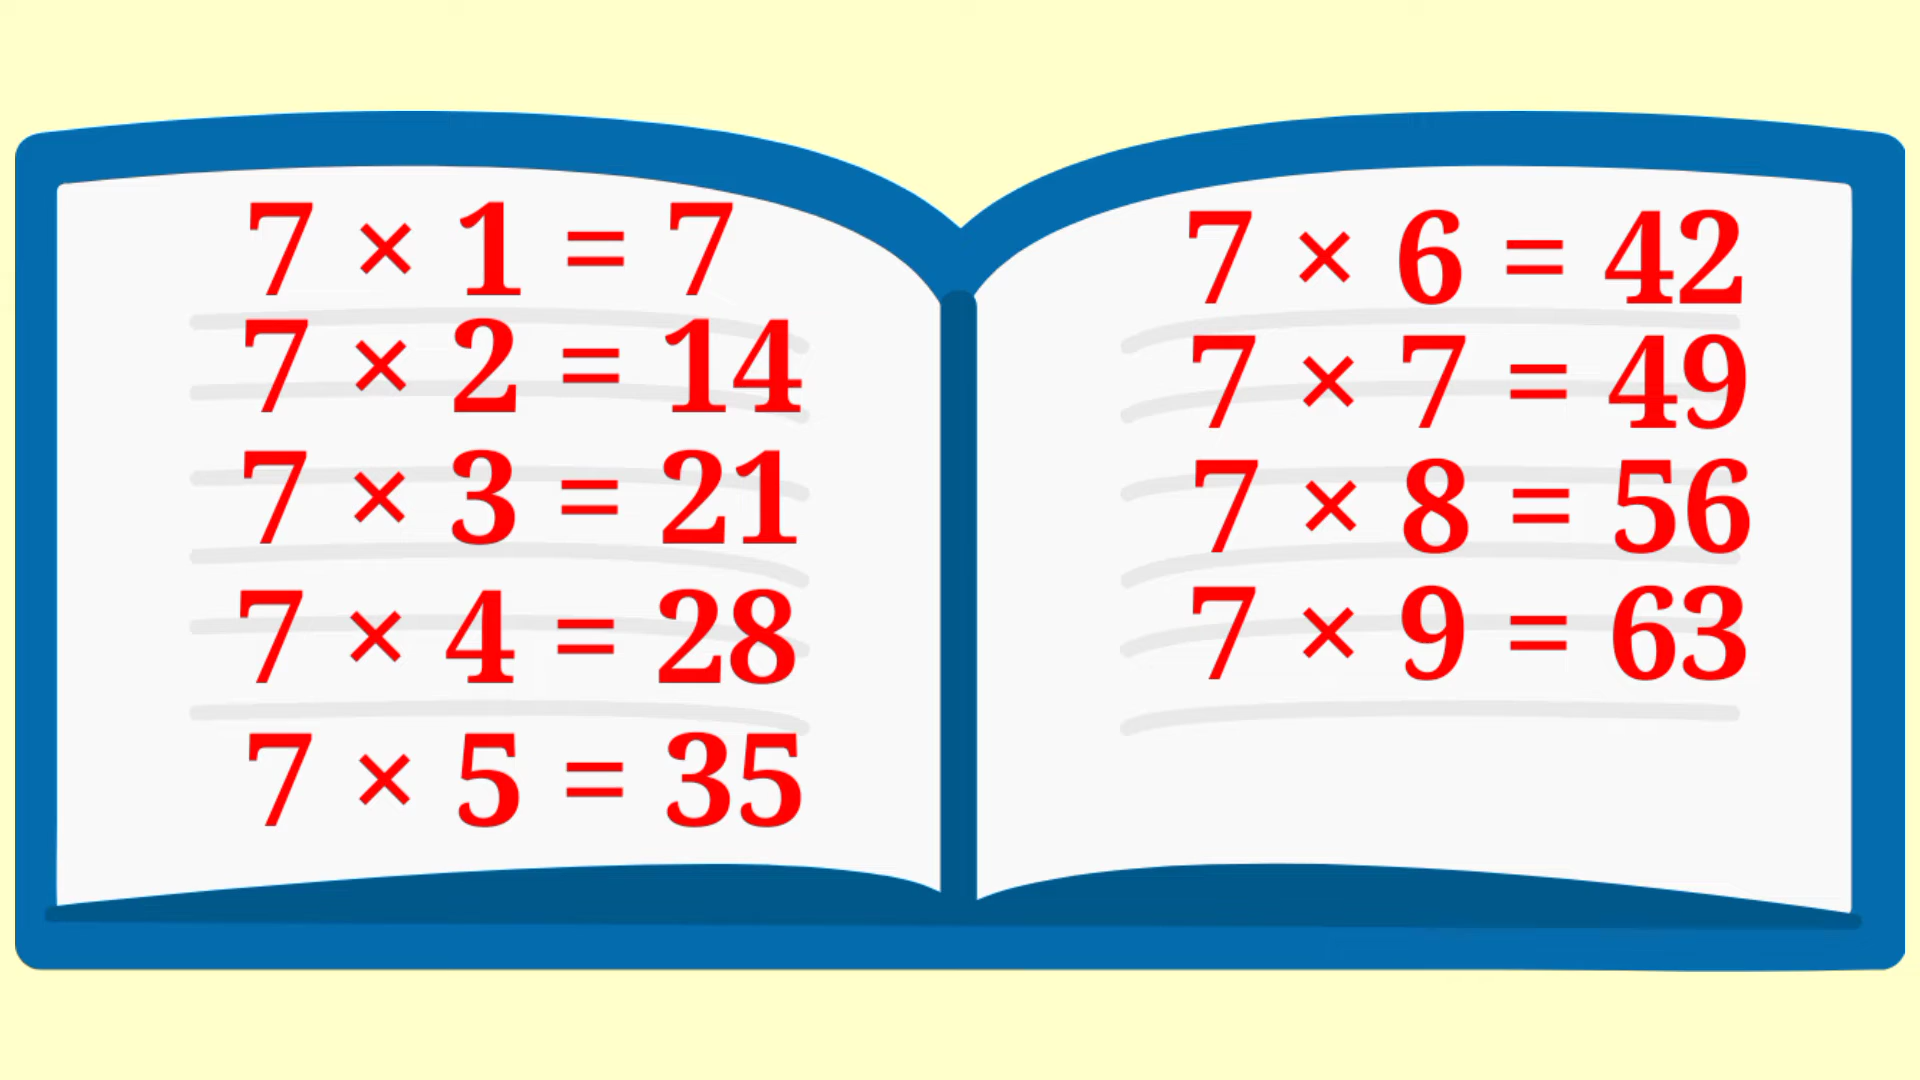 7 × 1 = 7
7 × 2 = 14
7 × 3 = 21
7 × 4 = 28
7 × 5 = 35
7 × 6 = 42
7 × 7 = 49
7 × 8 = 56
7 × 9 = 63